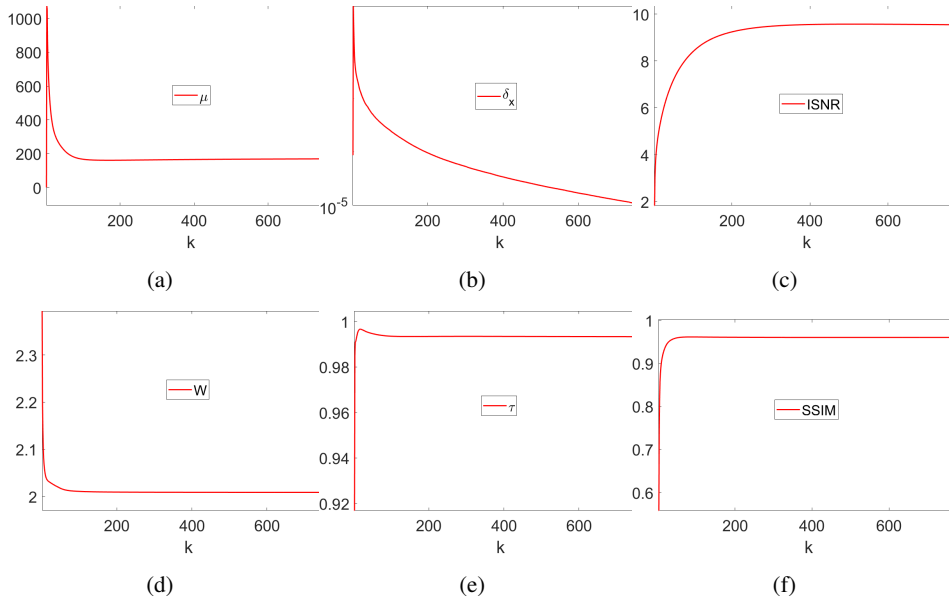 1000
800
600
400
200
0
μ
200 400 600
k
(a)
10^-5
δ_x
200 400 600
k
(b)
10
8
6
4
2
ISNR
200 400 600
k
(c)
2.3
2.2
2.1
2
W
200 400 600
k
(d)
1
0.98
0.96
0.94
0.92
τ
200 400 600
k
(e)
1
0.9
0.8
0.7
0.6
SSIM
200 400 600
k
(f)